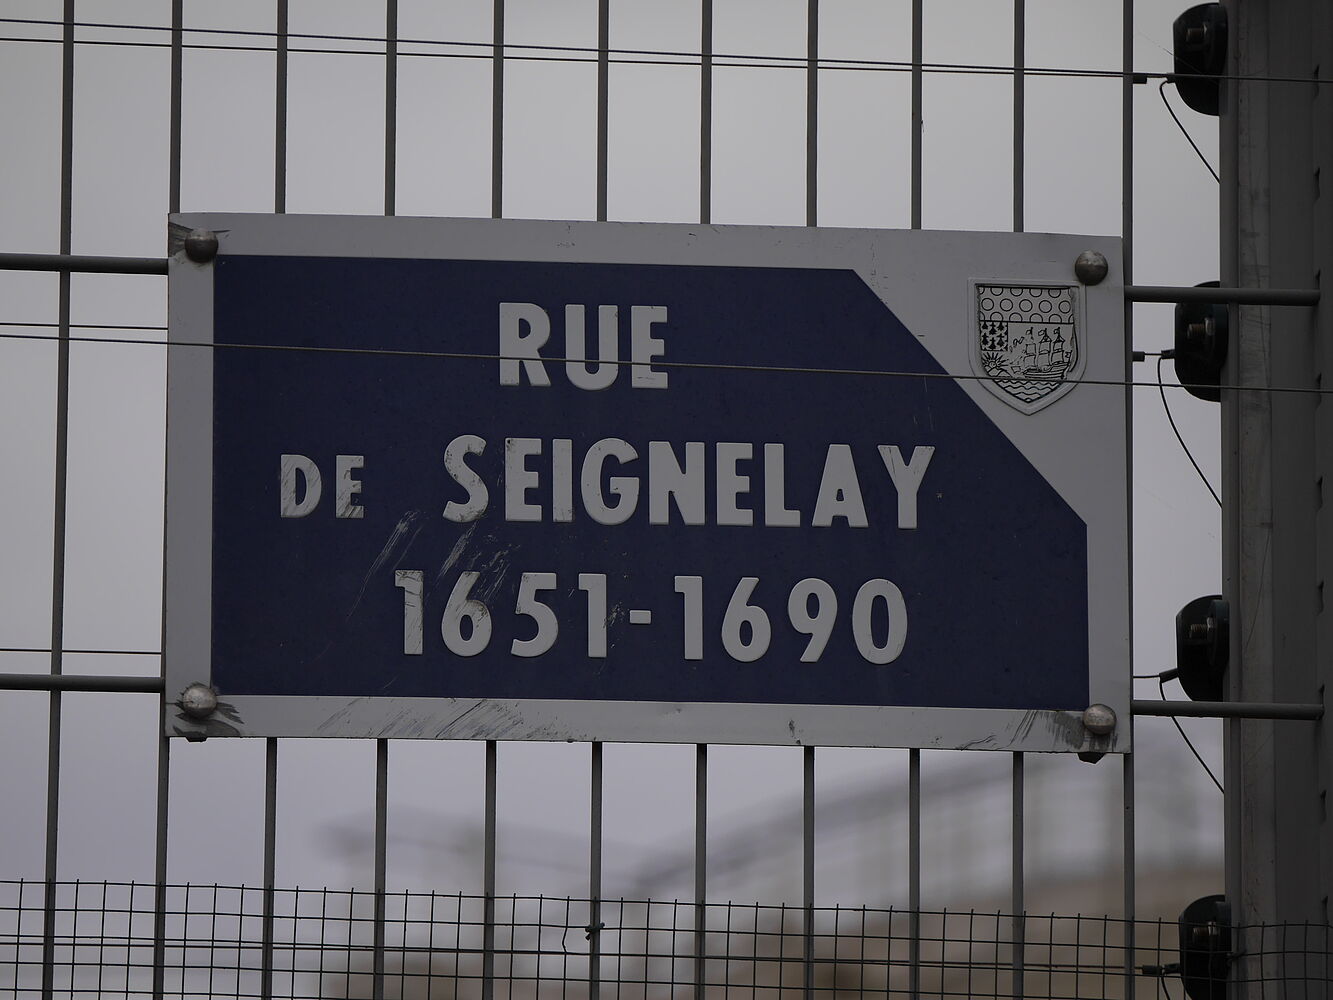 RUE
DE SEIGNELAY
1651-1690